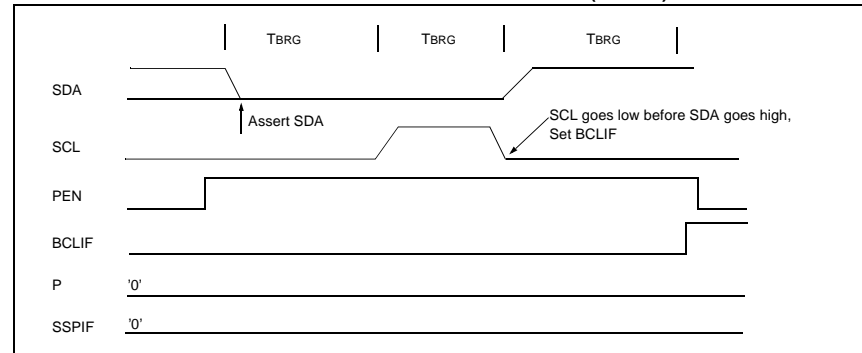 TBRG TBRG TBRG
SDA
Assert SDA
SCL goes low before SDA goes high,
Set BCLIF
SCL
PEN
BCLIF
P '0'
SSPIF '0'